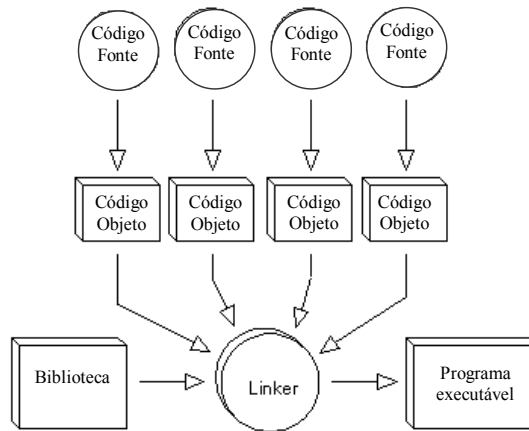 Código
Fonte
Código
Fonte
Código
Fonte
Código
Fonte
Código
Objeto
Código
Objeto
Código
Objeto
Código
Objeto
Biblioteca
Linker
Programa
executável